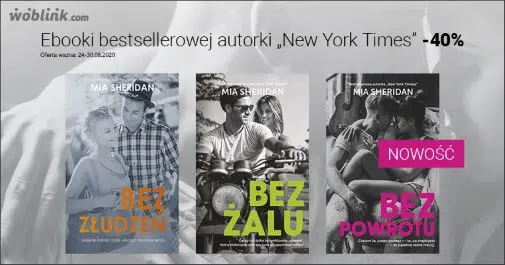 woblink.com
Ebooki bestsellerowej autorki „New York Times” -40%
Oferta ważna: 24-30.08.2020
MIA SHERIDAN
BEZ
ZŁUDZEŃ
MIA SHERIDAN
BEZ
ŻALU
MIA SHERIDAN
NOWOŚĆ
BEZ
POWROTU